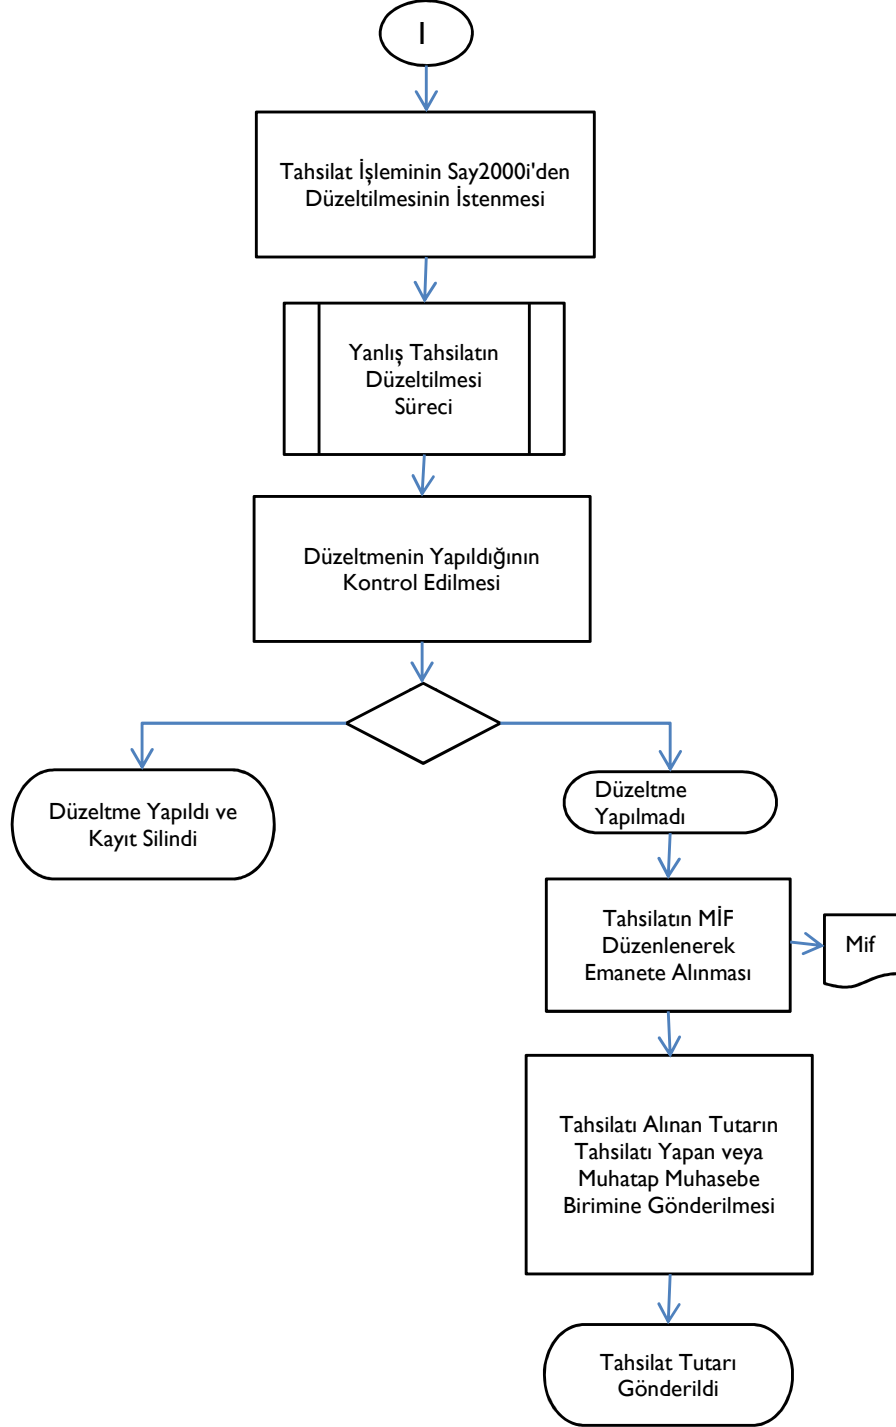 I
Tahsilat İşleminin Say2000i'den
Düzeltilmesinin İstenmesi
Yanlış Tahsilatın
Düzeltilmesi
Süreci
Düzeltmenin Yapıldığının
Kontrol Edilmesi
Düzeltme Yapıldı ve
Kayıt Silindi
Düzeltme
Yapılmadı
Tahsilatın MİF
Düzenlenerek
Emanete Alınması
Mif
Tahsilatı Alınan Tutarın
Tahsilatı Yapan veya
Muhatap Muhasebe
Birimine Gönderilmesi
Tahsilat Tutarı
Gönderildi